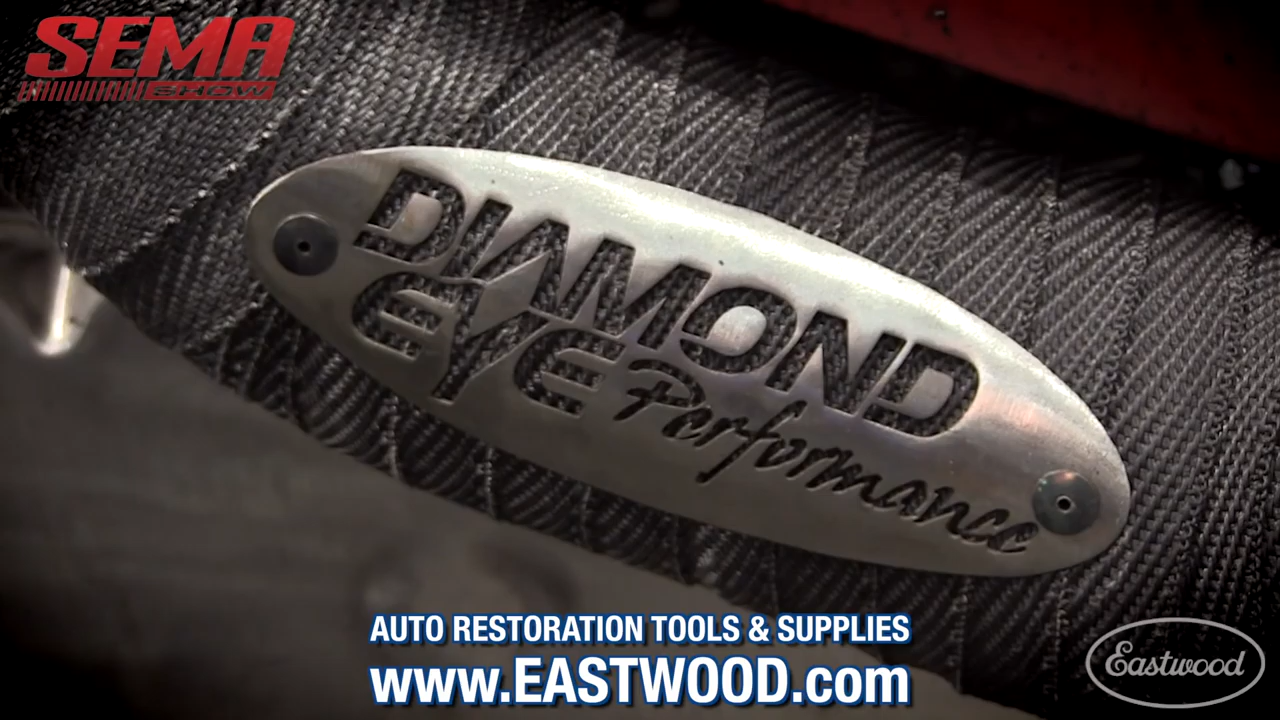 SEMA
SHOW
DIAMOND
EYE Performance
AUTO RESTORATION TOOLS & SUPPLIES
www.EASTWOOD.com
Eastwood